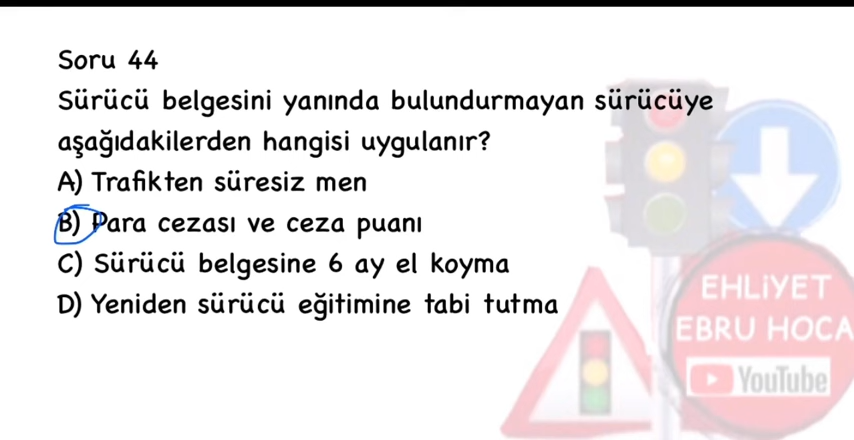 Soru 44
Sürücü belgesini yanında bulundurmayan sürücüye
aşağıdakilerden hangisi uygulanır?
A) Trafikten süresiz men
B) Para cezası ve ceza puanı
C) Sürücü belgesine 6 ay el koyma
D) Yeniden sürücü eğitimine tabi tutma
EHLİYET
EBRU HOCA
YouTube